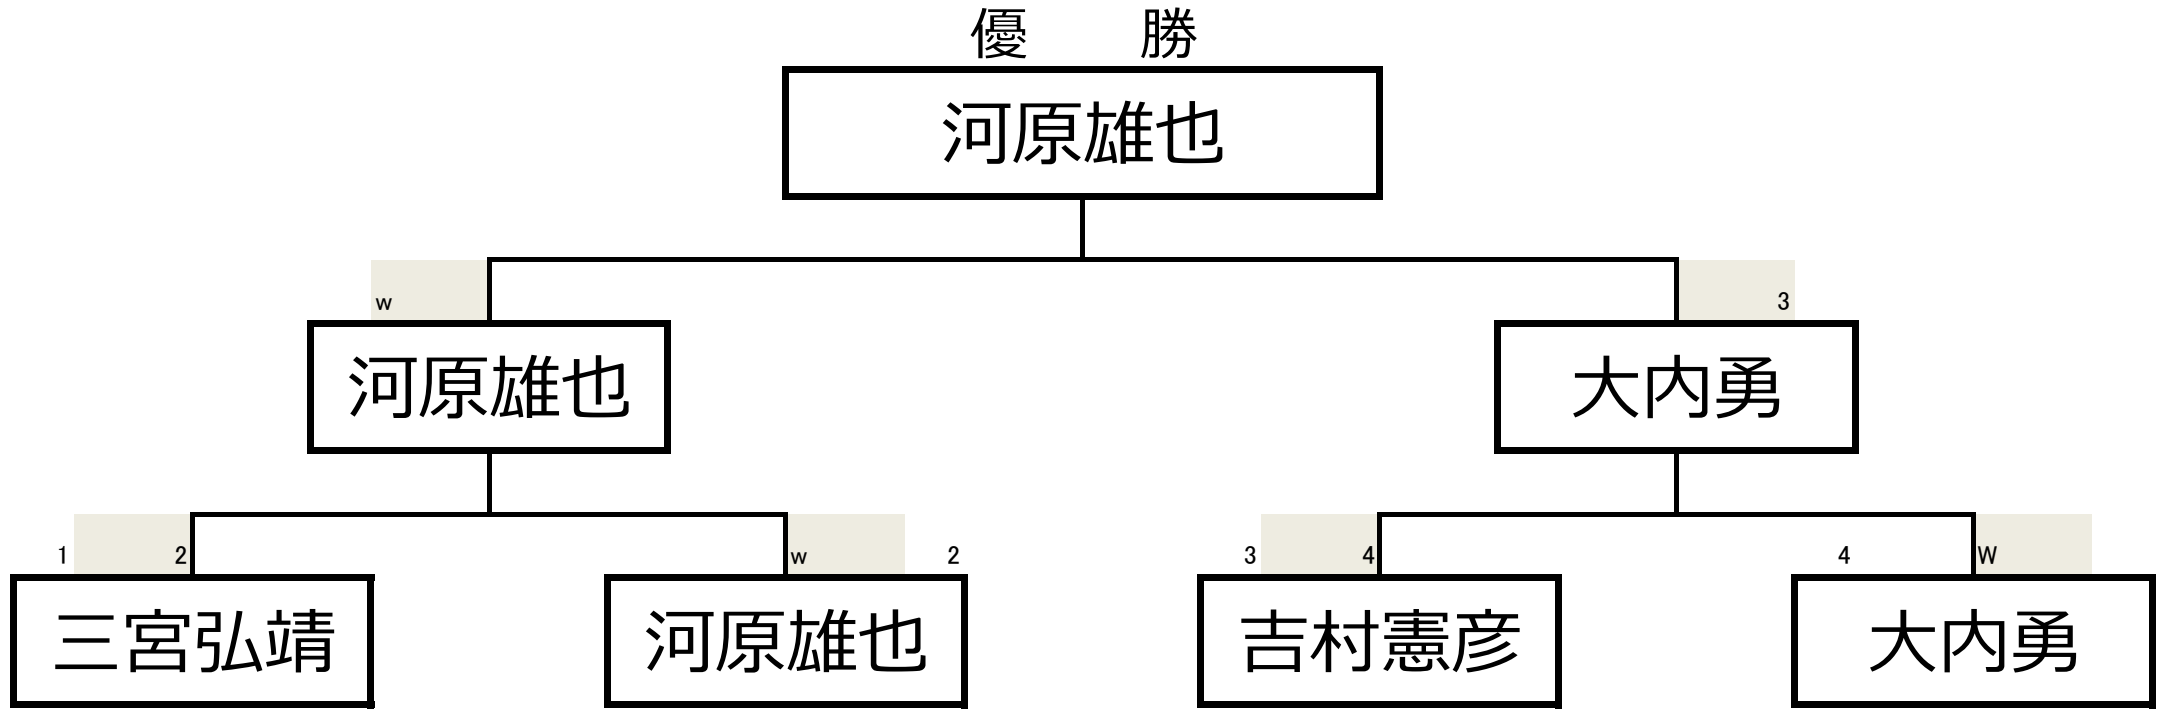 優 勝
河原雄也
w 3
河原雄也 大内勇
1 2 w 2 3 4 4 W
三宮弘靖 河原雄也 吉村憲彦 大内勇